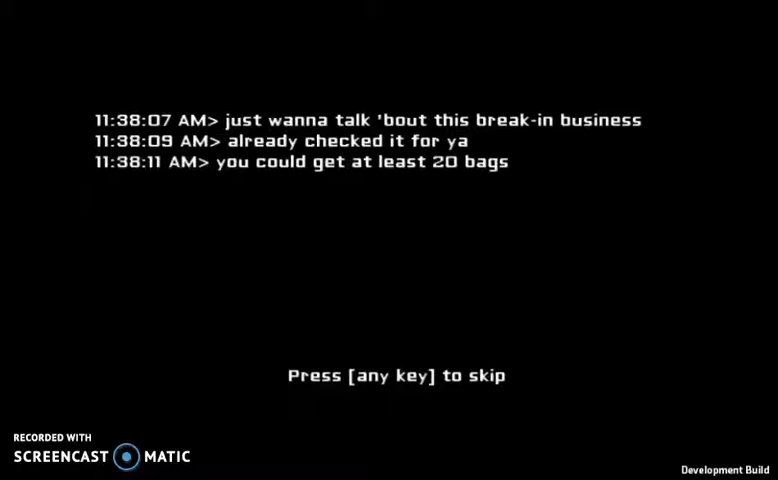 11:38:07 AM> just wanna talk 'bout this break-in business
11:38:09 AM> already checked it for ya
11:38:11 AM> you could get at least 20 bags
Press [any key] to skip
RECORDED WITH
SCREENCAST MATIC
Development Build